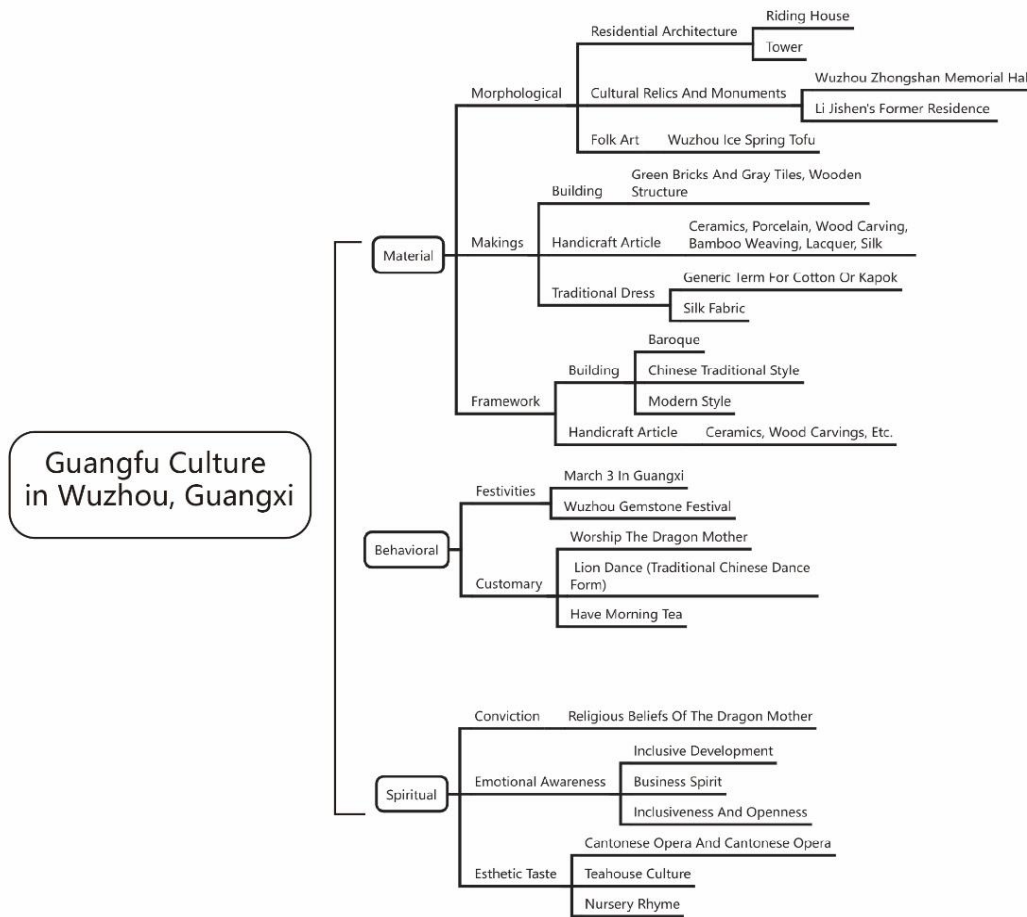 Guangfu Culture
in Wuzhou, Guangxi
Material
Morphological
Residential Architecture
Riding House
Tower
Cultural Relics And Monuments
Wuzhou Zhongshan Memorial Hal
Li Jishen's Former Residence
Folk Art
Wuzhou Ice Spring Tofu
Makings
Building
Green Bricks And Gray Tiles, Wooden
Structure
Handicraft Article
Ceramics, Porcelain, Wood Carving,
Bamboo Weaving, Lacquer, Silk
Traditional Dress
Generic Term For Cotton Or Kapok
Silk Fabric
Framework
Building
Baroque
Chinese Traditional Style
Modern Style
Handicraft Article
Ceramics, Wood Carvings, Etc.
Behavioral
Festivities
March 3 In Guangxi
Wuzhou Gemstone Festival
Customary
Worship The Dragon Mother
Lion Dance (Traditional Chinese Dance
Form)
Have Morning Tea
Spiritual
Conviction
Religious Beliefs Of The Dragon Mother
Emotional Awareness
Inclusive Development
Business Spirit
Inclusiveness And Openness
Esthetic Taste
Cantonese Opera And Cantonese Opera
Teahouse Culture
Nursery Rhyme